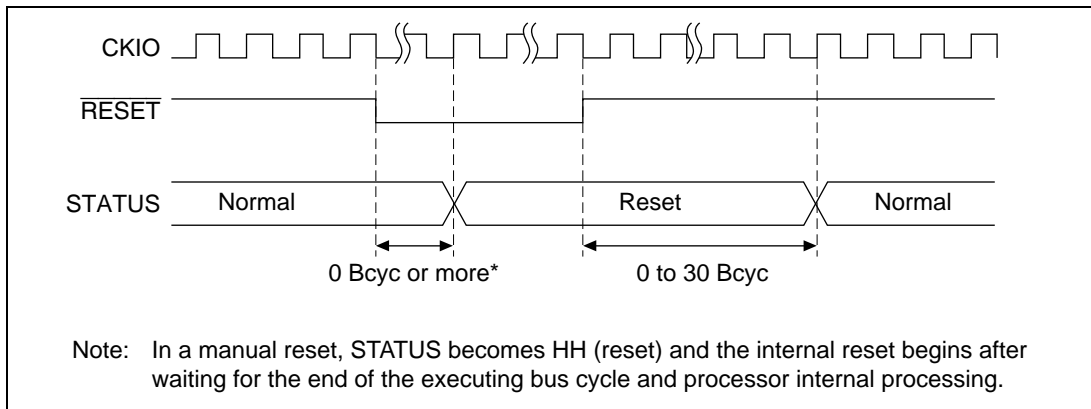 CKIO
RESET
STATUS Normal Reset Normal
0 Bcyc or more* 0 to 30 Bcyc
Note: In a manual reset, STATUS becomes HH (reset) and the internal reset begins after
waiting for the end of the executing bus cycle and processor internal processing.